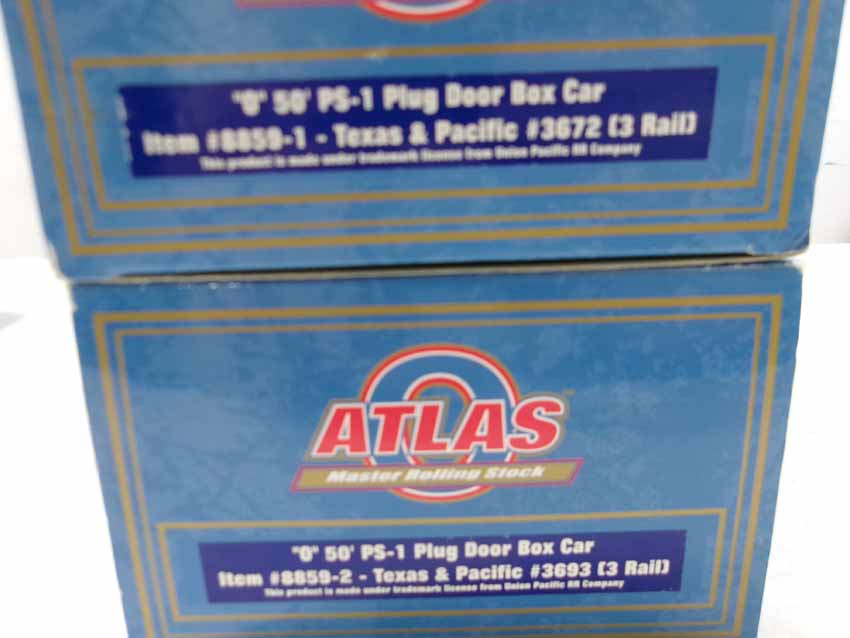 "O" 50' PS-1 Plug Door Box Car
Item #8859-1 - Texas & Pacific #3672 (3 Rail)
This product is made under trademark license from Union Pacific RR Company
ATLAS O ™
Master Rolling Stock
"O" 50' PS-1 Plug Door Box Car
Item #8859-2 - Texas & Pacific #3693 (3 Rail)
This product is made under trademark license from Union Pacific RR Company